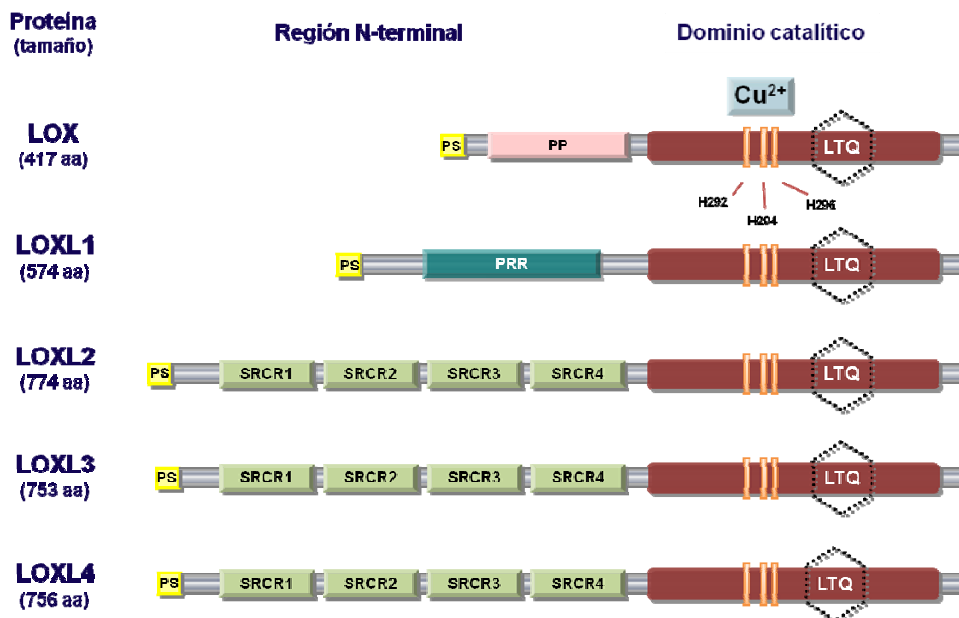 Proteína
(tamaño)
Región N-terminal
Dominio catalítico
Cu2+
LOX
(417 aa)
PS
PP
LTQ
H292
H294
H296
LOXL1
(574 aa)
PS
PRR
LTQ
LOXL2
(774 aa)
PS
SRCR1
SRCR2
SRCR3
SRCR4
LTQ
LOXL3
(753 aa)
PS
SRCR1
SRCR2
SRCR3
SRCR4
LTQ
LOXL4
(756 aa)
PS
SRCR1
SRCR2
SRCR3
SRCR4
LTQ